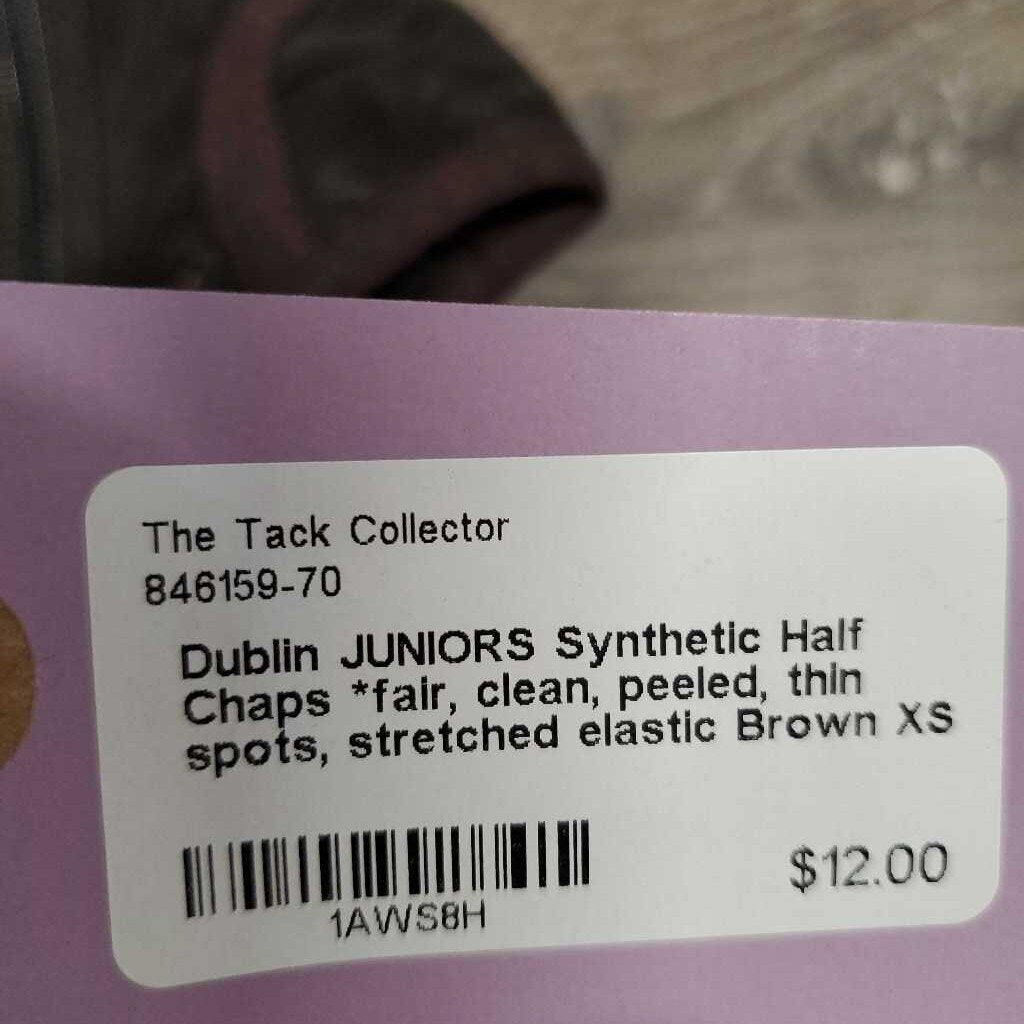 The Tack Collector
846159-70
Dublin JUNIORS Synthetic Half
Chaps *fair, clean, peeled, thin
spots, stretched elastic Brown XS
1AWS8H
$12.00